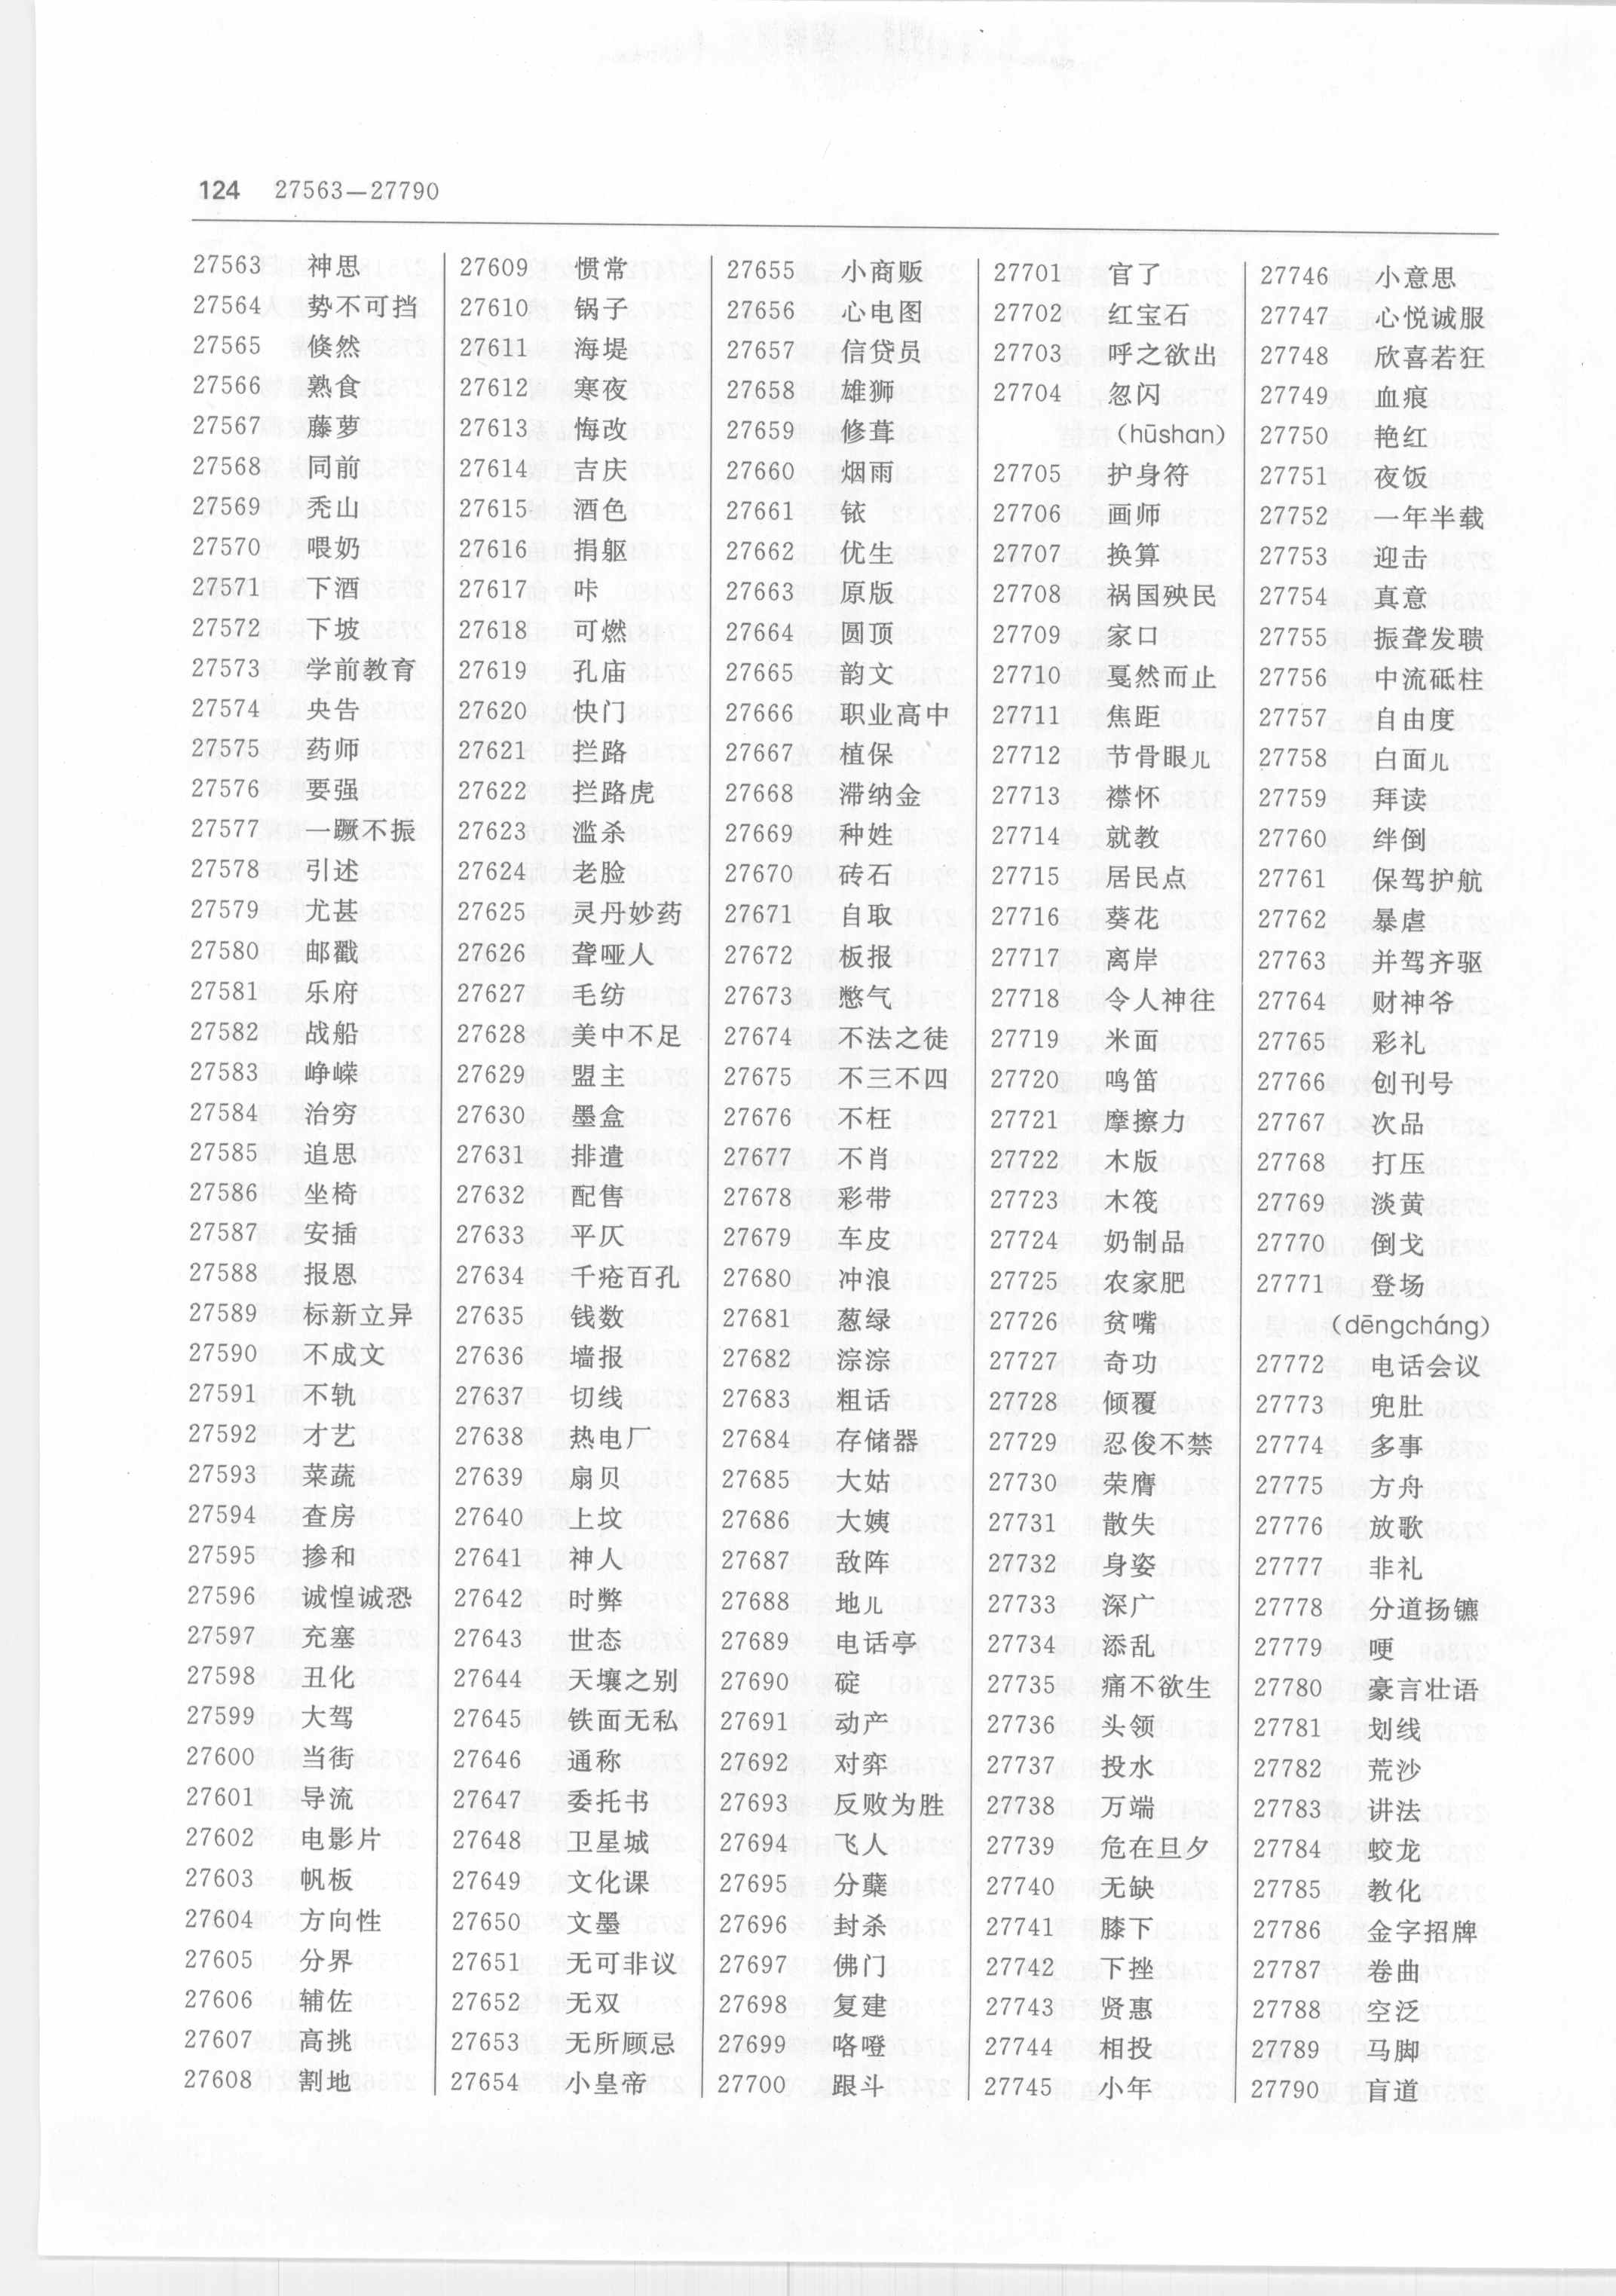 124 27563—27790
27563 神思
27564 势不可挡
27565 倏然
27566 熟食
27567 藤萝
27568 同前
27569 秃山
27570 喂奶
27571 下酒
27572 下坡
27573 学前教育
27574 央告
27575 药师
27576 要强
27577 一蹶不振
27578 引述
27579 尤甚
27580 邮戳
27581 乐府
27582 战船
27583 峥嵘
27584 治穷
27585 追思
27586 坐椅
27587 安插
27588 报恩
27589 标新立异
27590 不成文
27591 不轨
27592 才艺
27593 菜蔬
27594 查房
27595 掺和
27596 诚惶诚恐
27597 充塞
27598 丑化
27599 大驾
27600 当街
27601 导流
27602 电影片
27603 帆板
27604 方向性
27605 分界
27606 辅佐
27607 高挑
27608 割地
27609 惯常
27610 锅子
27611 海堤
27612 寒夜
27613 悔改
27614 吉庆
27615 酒色
27616 捐躯
27617 咔
27618 可燃
27619 孔庙
27620 快门
27621 拦路
27622 拦路虎
27623 滥杀
27624 老脸
27625 灵丹妙药
27626 聋哑人
27627 毛纺
27628 美中不足
27629 盟主
27630 墨盒
27631 排遣
27632 配售
27633 平仄
27634 千疮百孔
27635 钱数
27636 墙报
27637 切线
27638 热电厂
27639 扇贝
27640 上坟
27641 神人
27642 时弊
27643 世态
27644 天壤之别
27645 铁面无私
27646 通称
27647 委托书
27648 卫星城
27649 文化课
27650 文墨
27651 无可非议
27652 无双
27653 无所顾忌
27654 小皇帝
27655 小商贩
27656 心电图
27657 信贷员
27658 雄狮
27659 修葺
27660 烟雨
27661 铱
27662 优生
27663 原版
27664 圆顶
27665 韵文
27666 职业高中
27667 植保
27668 滞纳金
27669 种姓
27670 砖石
27671 自取
27672 板报
27673 憋气
27674 不法之徒
27675 不三不四
27676 不枉
27677 不肖
27678 彩带
27679 车皮
27680 冲浪
27681 葱绿
27682 淙淙
27683 粗话
27684 存储器
27685 大姑
27686 大姨
27687 敌阵
27688 地儿
27689 电话亭
27690 碇
27691 动产
27692 对弈
27693 反败为胜
27694 飞人
27695 分蘖
27696 封杀
27697 佛门
27698 复建
27699 咯噔
27700 跟斗
27701 官了
27702 红宝石
27703 呼之欲出
27704 忽闪
(hūshan)
27705 护身符
27706 画师
27707 换算
27708 祸国殃民
27709 家口
27710 戛然而止
27711 焦距
27712 节骨眼儿
27713 襟怀
27714 就教
27715 居民点
27716 葵花
27717 离岸
27718 令人神往
27719 米面
27720 鸣笛
27721 摩擦力
27722 木版
27723 木筏
27724 奶制品
27725 农家肥
27726 贫嘴
27727 奇功
27728 倾覆
27729 忍俊不禁
27730 荣膺
27731 散失
27732 身姿
27733 深广
27734 添乱
27735 痛不欲生
27736 头领
27737 投水
27738 万端
27739 危在旦夕
27740 无缺
27741 膝下
27742 下挫
27743 贤惠
27744 相投
27745 小年
27746 小意思
27747 心悦诚服
27748 欣喜若狂
27749 血痕
27750 艳红
27751 夜饭
27752 一年半载
27753 迎击
27754 真意
27755 振聋发聩
27756 中流砥柱
27757 自由度
27758 白面儿
27759 拜读
27760 绊倒
27761 保驾护航
27762 暴虐
27763 并驾齐驱
27764 财神爷
27765 彩礼
27766 创刊号
27767 次品
27768 打压
27769 淡黄
27770 倒戈
27771 登场
(dēngcháng)
27772 电话会议
27773 兜肚
27774 多事
27775 方舟
27776 放歌
27777 非礼
27778 分道扬镳
27779 哽
27780 豪言壮语
27781 划线
27782 荒沙
27783 讲法
27784 蛟龙
27785 教化
27786 金字招牌
27787 卷曲
27788 空泛
27789 马脚
27790 盲道